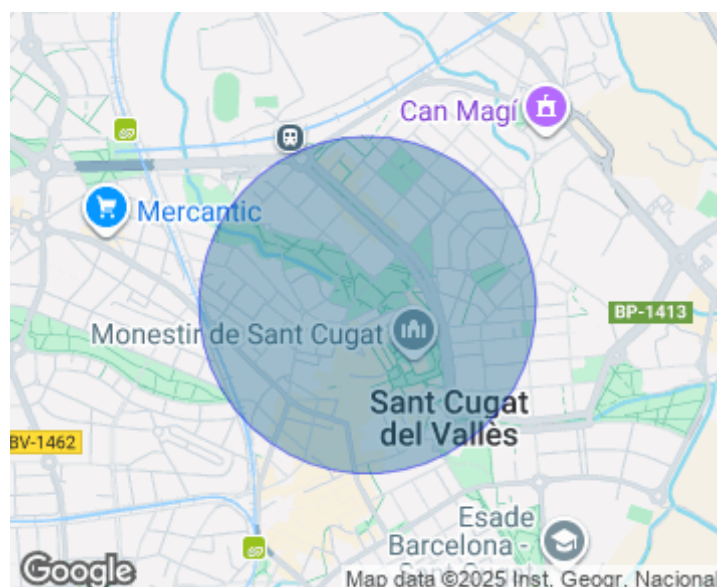 Can Magí
Mercantic
BP-1413
Monestir de Sant Cugat
Sant Cugat
del Vallès
BV-1462
Esade
Barcelona -
Google
Map data ©2025 Inst. Geogr. Nacional